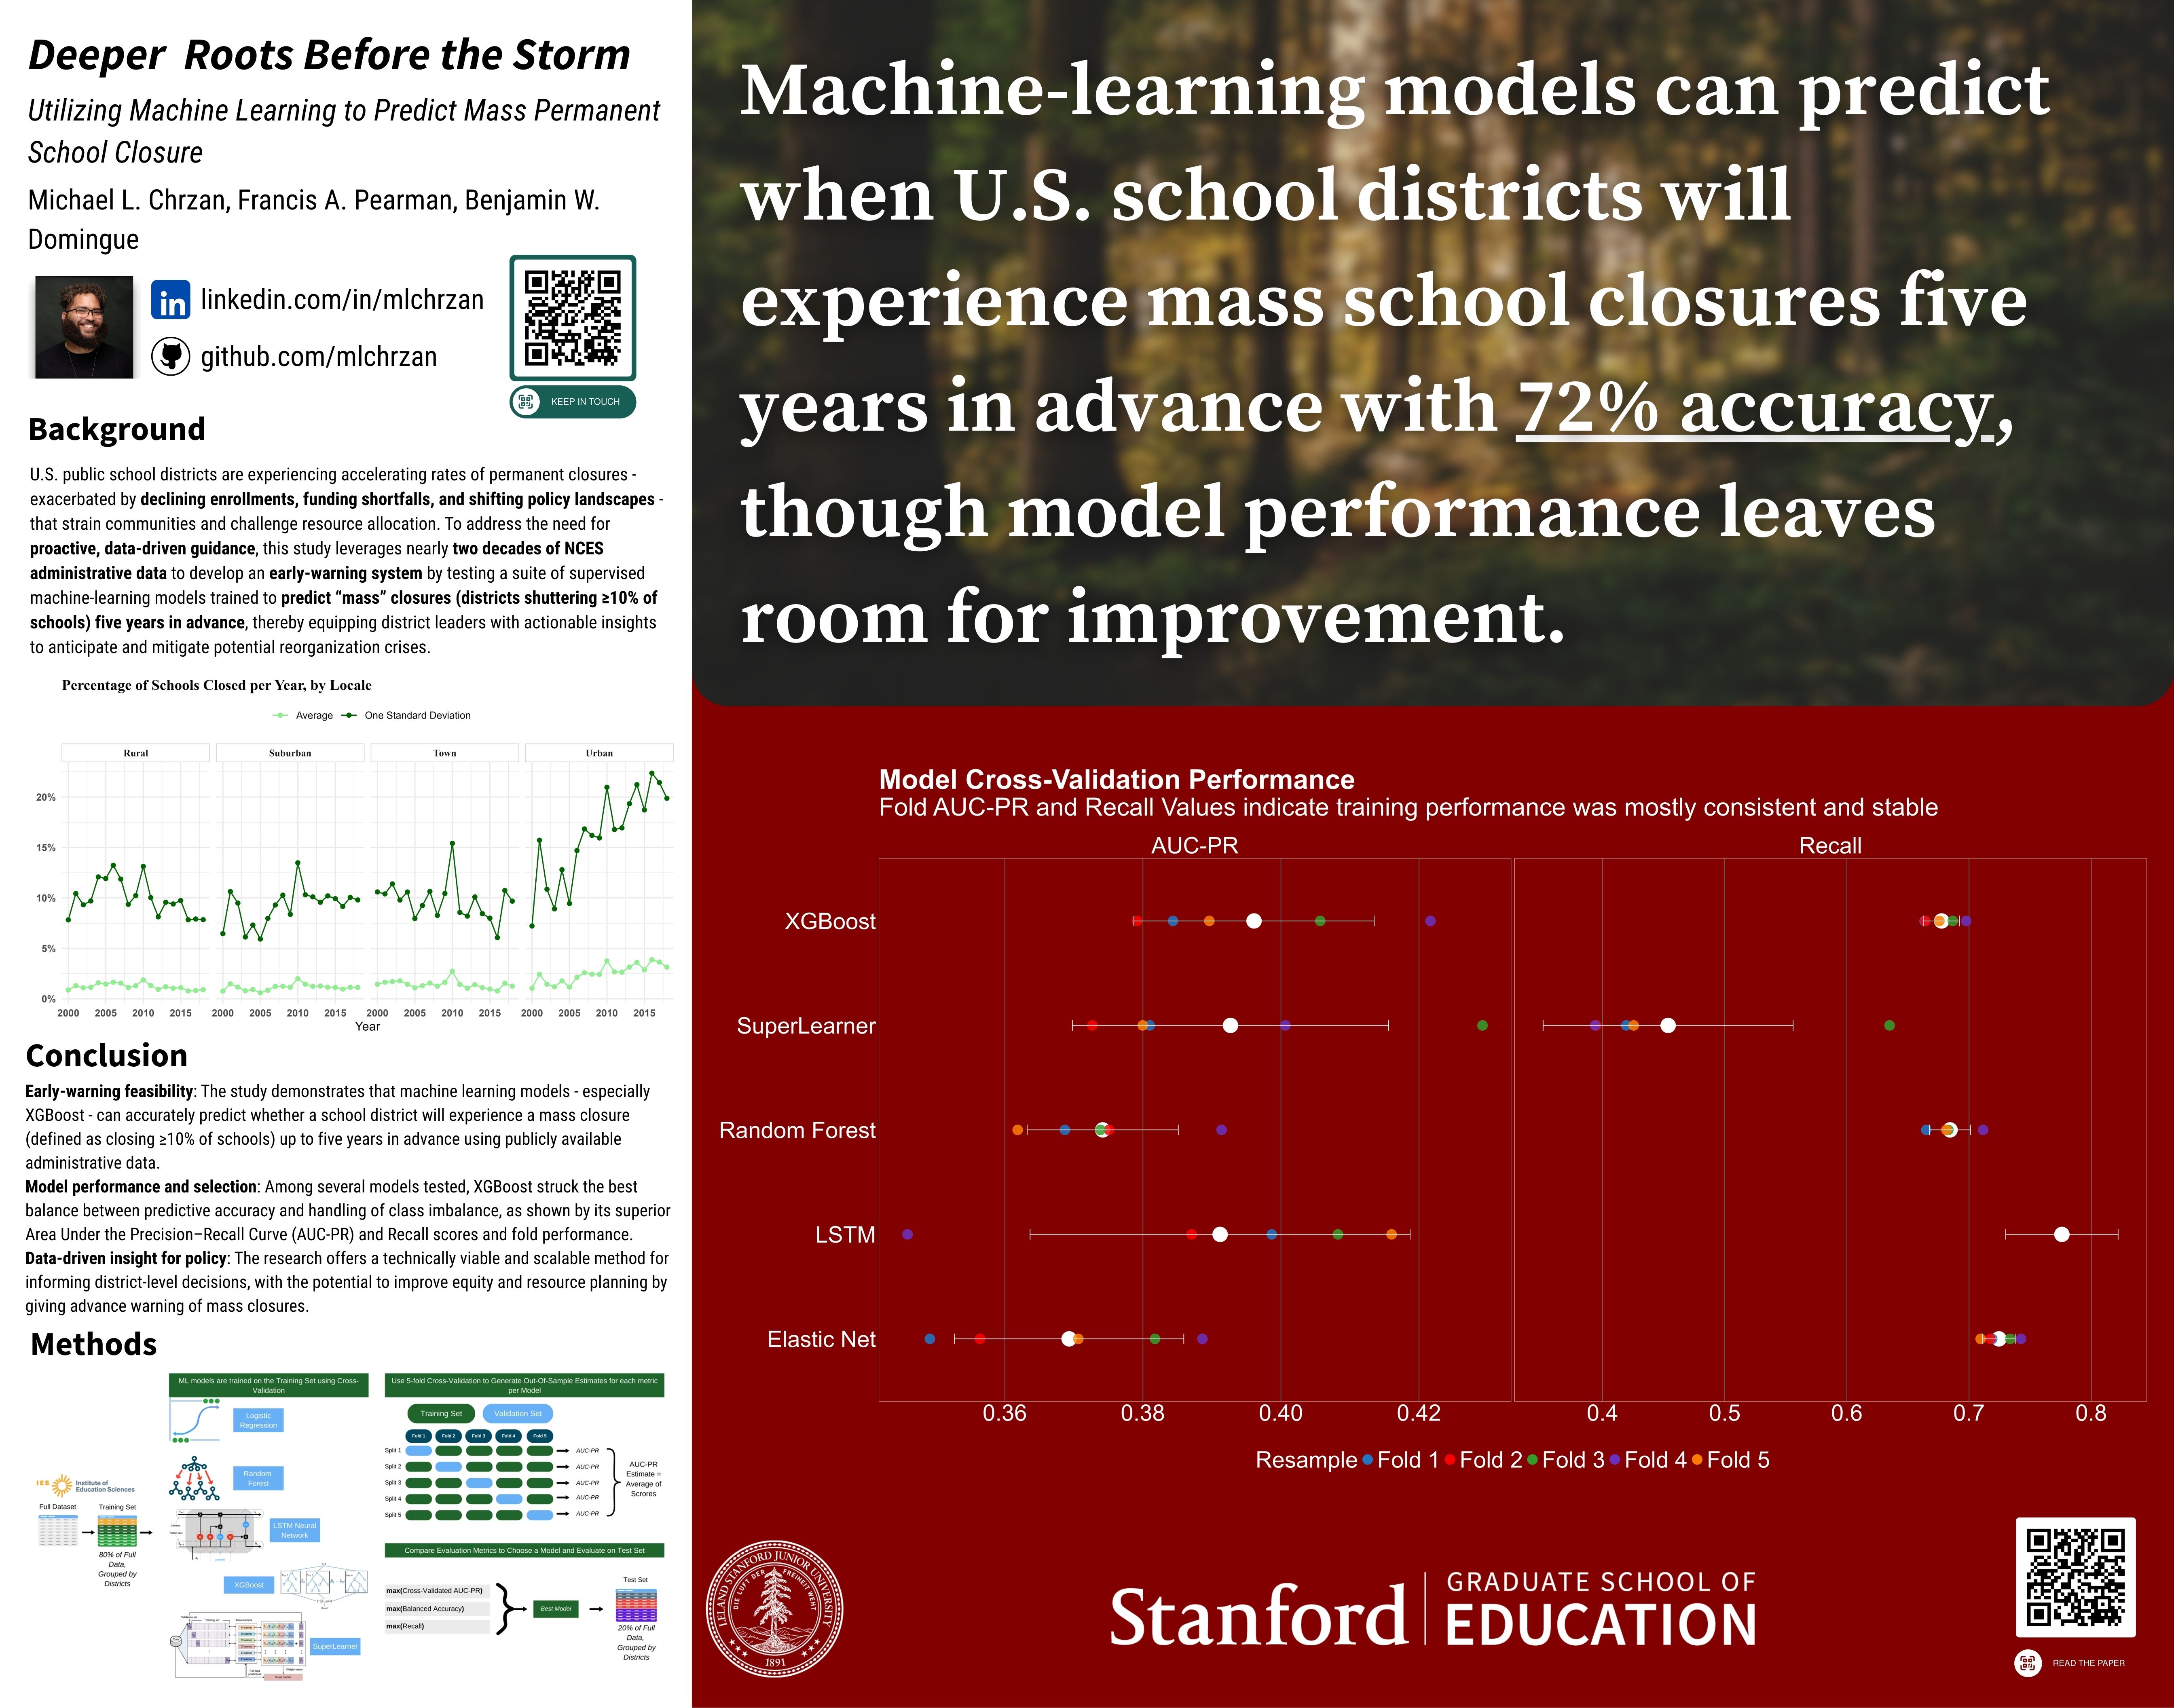 Deeper Roots Before the Storm
Utilizing Machine Learning to Predict Mass Permanent
School Closure
Michael L. Chrzan, Francis A. Pearman, Benjamin W.
Domingue
in linkedin.com/in/mlchrzan
github.com/mlchrzan
KEEP IN TOUCH
Background
U.S. public school districts are experiencing accelerating rates of permanent closures -
exacerbated by declining enrollments, funding shortfalls, and shifting policy landscapes -
that strain communities and challenge resource allocation. To address the need for
proactive, data-driven guidance, this study leverages nearly two decades of NCES
administrative data to develop an early-warning system by testing a suite of supervised
machine-learning models trained to predict “mass” closures (districts shuttering ≥10% of
schools) five years in advance, thereby equipping district leaders with actionable insights
to anticipate and mitigate potential reorganization crises.
Percentage of Schools Closed per Year, by Locale
Average One Standard Deviation
Rural Suburban Town Urban
20%
15%
10%
5%
0%
2000 2005 2010 2015 2000 2005 2010 2015 2000 2005 2010 2015 2000 2005 2010 2015
Year
Conclusion
Early-warning feasibility: The study demonstrates that machine learning models - especially
XGBoost - can accurately predict whether a school district will experience a mass closure
(defined as closing ≥10% of schools) up to five years in advance using publicly available
administrative data.
Model performance and selection: Among several models tested, XGBoost struck the best
balance between predictive accuracy and handling of class imbalance, as shown by its superior
Area Under the Precision–Recall Curve (AUC-PR) and Recall scores and fold performance.
Data-driven insight for policy: The research offers a technically viable and scalable method for
informing district-level decisions, with the potential to improve equity and resource planning by
giving advance warning of mass closures.
Methods
IES Institute of
Education Sciences
Full Dataset
Training Set
80% of Full
Data,
Grouped by
Districts
ML models are trained on the Training Set using Cross-
Validation
Logistic
Regression
Random
Forest
LSTM Neural
Network
XGBoost
SuperLearner
Use 5-fold Cross-Validation to Generate Out-Of-Sample Estimates for each metric
per Model
Training Set Validation Set
Fold 1 Fold 2 Fold 3 Fold 4 Fold 5
Split 1 AUC-PR
Split 2 AUC-PR
Split 3 AUC-PR
Split 4 AUC-PR
Split 5 AUC-PR
AUC-PR
Estimate =
Average of
Scores
Compare Evaluation Metrics to Choose a Model and Evaluate on Test Set
max(Cross-Validated AUC-PR)
max(Balanced Accuracy)
max(Recall)
Best Model
Test Set
20% of Full
Data,
Grouped by
Districts
Machine-learning models can predict
when U.S. school districts will
experience mass school closures five
years in advance with 72% accuracy,
though model performance leaves
room for improvement.
Model Cross-Validation Performance
Fold AUC-PR and Recall Values indicate training performance was mostly consistent and stable
AUC-PR Recall
XGBoost
SuperLearner
Random Forest
LSTM
Elastic Net
0.36 0.38 0.40 0.42 0.4 0.5 0.6 0.7 0.8
Resample Fold 1 Fold 2 Fold 3 Fold 4 Fold 5
LELAND STANFORD JUNIOR UNIVERSITY
DIE LUFT DER FREIHEIT WEHT
1891
Stanford
GRADUATE SCHOOL OF
EDUCATION
READ THE PAPER